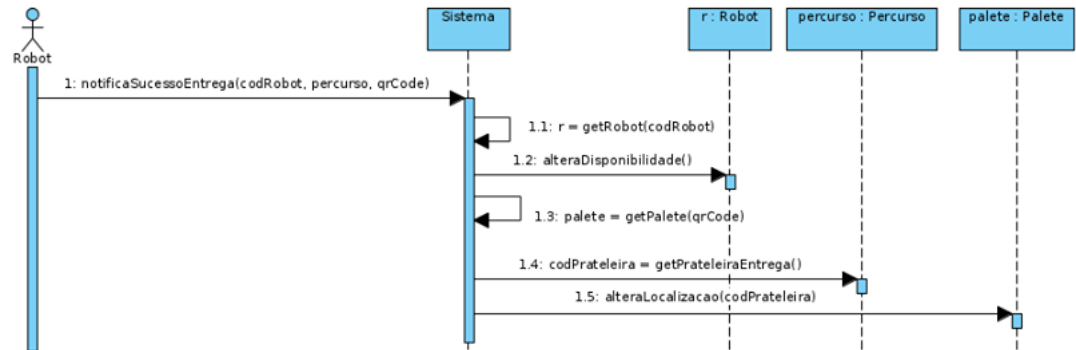 Sistema
r : Robot
percurso : Percurso
palete : Palete
Robot
1: notificaSucessoEntrega(codRobot, percurso, qrCode)
1.1: r = getRobot(codRobot)
1.2: alteraDisponibilidade()
1.3: palete = getPalete(qrCode)
1.4: codPrateleira = getPrateleiraEntrega()
1.5: alteraLocalizacao(codPrateleira)